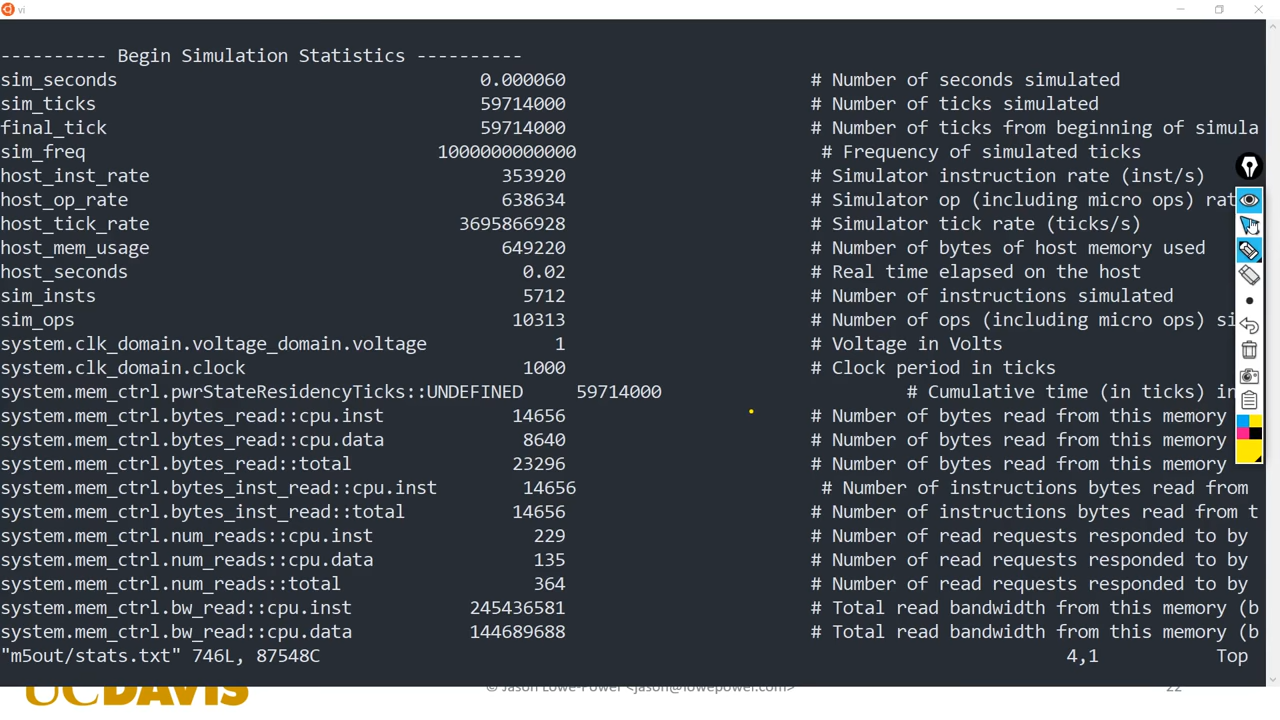 vi
---------- Begin Simulation Statistics ----------
sim_seconds 0.000060 # Number of seconds simulated
sim_ticks 59714000 # Number of ticks simulated
final_tick 59714000 # Number of ticks from beginning of simula
sim_freq 1000000000000 # Frequency of simulated ticks
host_inst_rate 353920 # Simulator instruction rate (inst/s)
host_op_rate 638634 # Simulator op (including micro ops) rat
host_tick_rate 3695866928 # Simulator tick rate (ticks/s)
host_mem_usage 649220 # Number of bytes of host memory used
host_seconds 0.02 # Real time elapsed on the host
sim_insts 5712 # Number of instructions simulated
sim_ops 10313 # Number of ops (including micro ops) si
system.clk_domain.voltage_domain.voltage 1 # Voltage in Volts
system.clk_domain.clock 1000 # Clock period in ticks
system.mem_ctrl.pwrStateResidencyTicks::UNDEFINED 59714000 # Cumulative time (in ticks) in
system.mem_ctrl.bytes_read::cpu.inst 14656 # Number of bytes read from this memory
system.mem_ctrl.bytes_read::cpu.data 8640 # Number of bytes read from this memory
system.mem_ctrl.bytes_read::total 23296 # Number of bytes read from this memory
system.mem_ctrl.bytes_inst_read::cpu.inst 14656 # Number of instructions bytes read from
system.mem_ctrl.bytes_inst_read::total 14656 # Number of instructions bytes read from t
system.mem_ctrl.num_reads::cpu.inst 229 # Number of read requests responded to by
system.mem_ctrl.num_reads::cpu.data 135 # Number of read requests responded to by
system.mem_ctrl.num_reads::total 364 # Number of read requests responded to by
system.mem_ctrl.bw_read::cpu.inst 245436581 # Total read bandwidth from this memory (b
system.mem_ctrl.bw_read::cpu.data 144689688 # Total read bandwidth from this memory (b
"m5out/stats.txt" 746L, 87548C 4,1 Top
UC DAVIS © Jason Lowe-Power <jason@lowepower.com> 22